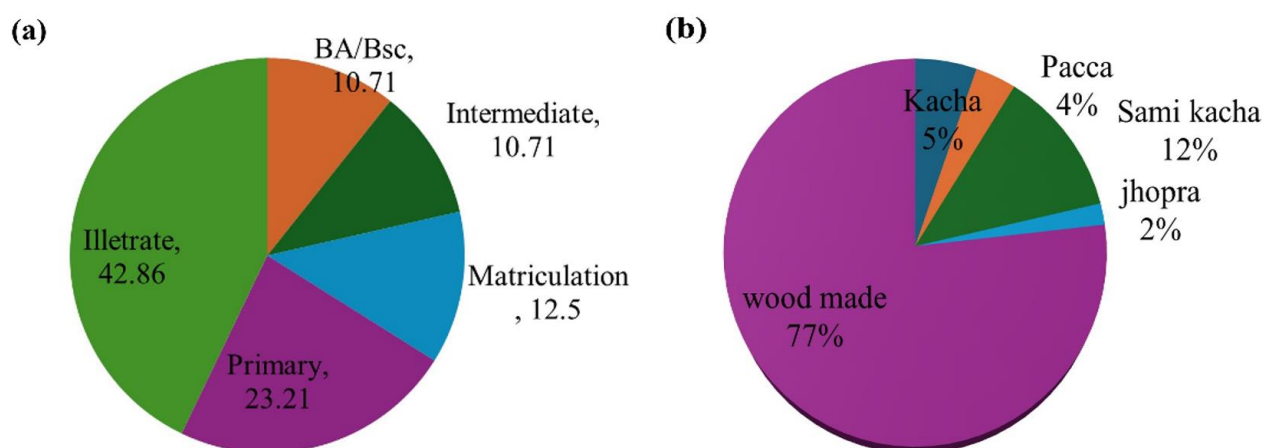 (a)
BA/Bsc,
10.71
Intermediate,
10.71
Matriculation
, 12.5
Primary,
23.21
Illetrate,
42.86
(b)
Kacha
5%
Pacca
4%
Sami kacha
12%
jhopra
2%
wood made
77%